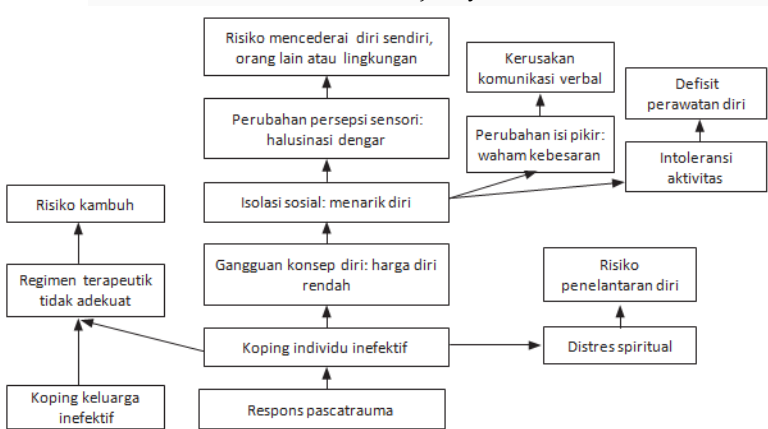 Risiko mencederai diri sendiri,
orang lain atau lingkungan
Kerusakan
komunikasi verbal
Defisit
perawatan diri
Perubahan persepsi sensori:
halusinasi dengar
Perubahan isi pikir:
waham kebesaran
Intoleransi
aktivitas
Risiko kambuh
Isolasi sosial: menarik diri
Regimen terapeutik
tidak adekuat
Gangguan konsep diri: harga diri
rendah
Risiko
penelantaran diri
Koping individu inefektif
Distres spiritual
Koping keluarga
inefektif
Respons pascatrauma